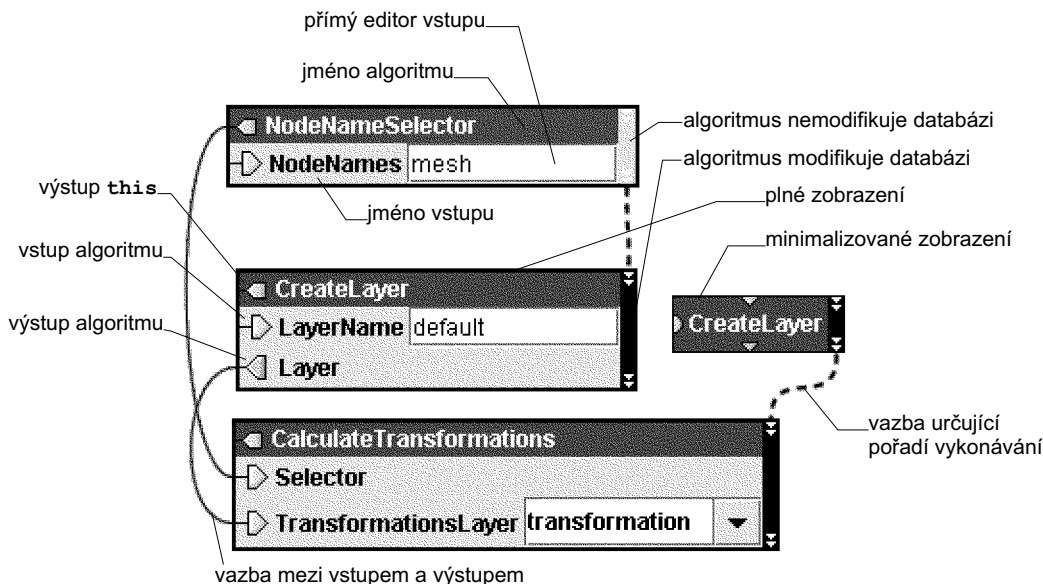 přímý editor vstupu
jméno algoritmu
NodeNameSelector
algoritmus nemodifikuje databázi
NodeNames mesh
algoritmus modifikuje databázi
výstup this
jméno vstupu
plné zobrazení
vstup algoritmu
minimalizované zobrazení
CreateLayer
výstup algoritmu
LayerName default
CreateLayer
Layer
CalculateTransformations
vazba určující
pořadí vykonávání
Selector
TransformationsLayer transformation
vazba mezi vstupem a výstupem